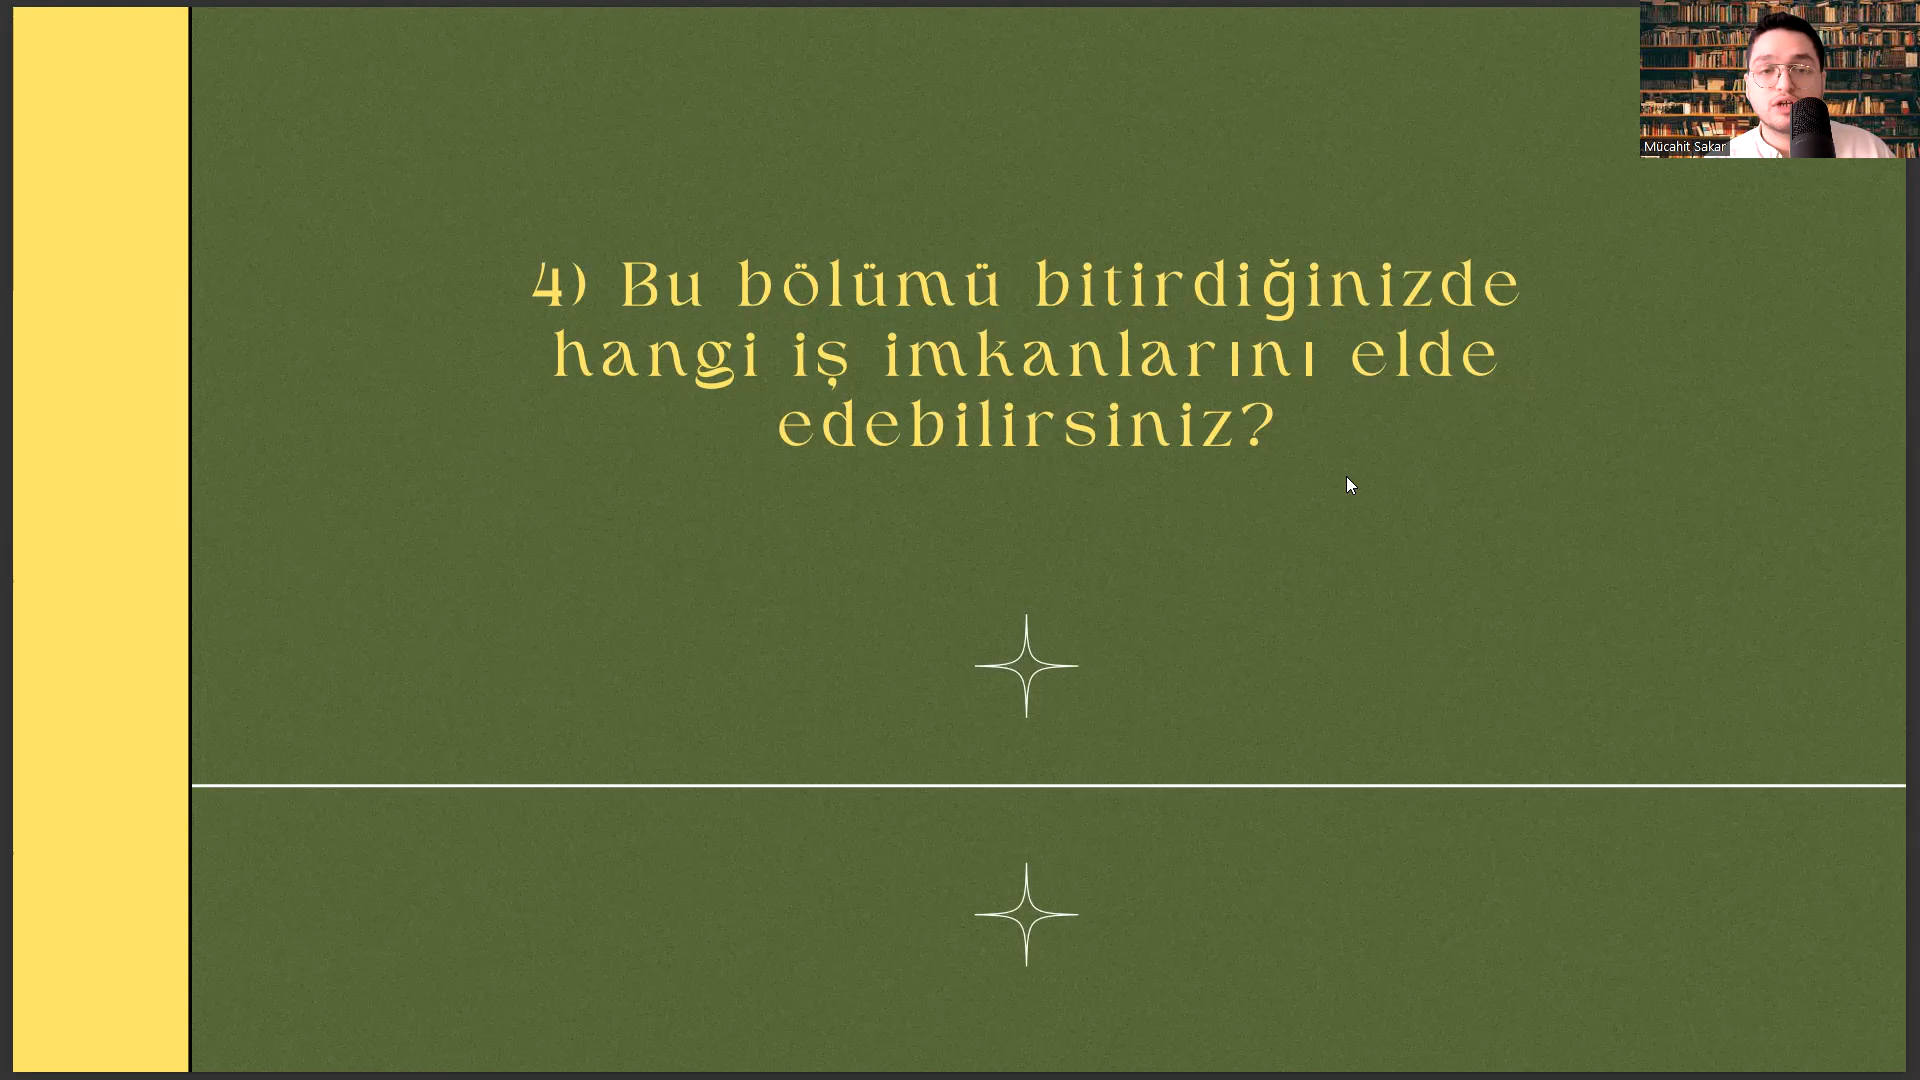 Mücahit Sakar
4) Bu bölümü bitirdiğinizde
hangi iş imkanlarını elde
edebilirsiniz?